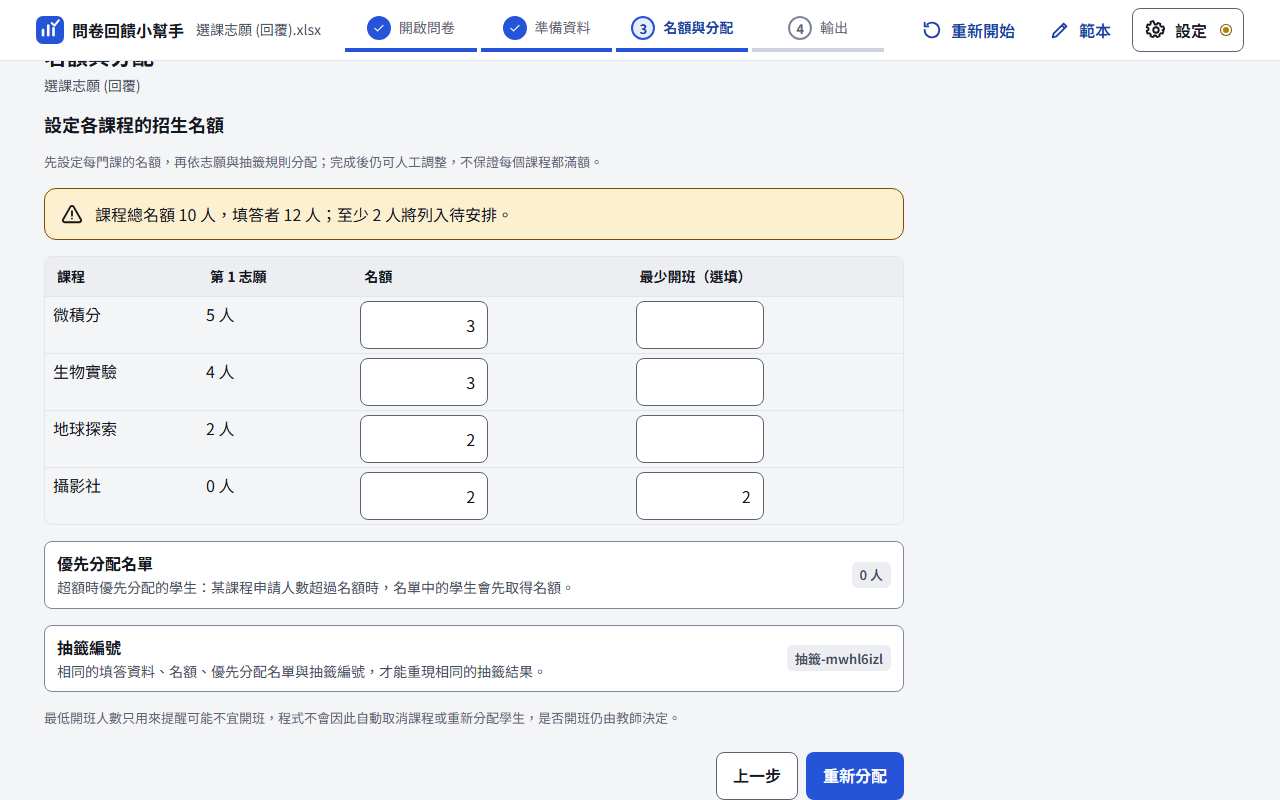 問卷回饋小幫手
選課志願 (回覆).xlsx
開啟問卷
準備資料
3 名額與分配
4 輸出
重新開始
範本
設定
名額與分配
選課志願 (回覆)
設定各課程的招生名額
先設定每門課的名額，再依志願與抽籤規則分配；完成後仍可人工調整，不保證每個課程都滿額。
課程總名額 10 人，填答者 12 人；至少 2 人將列入待安排。
課程 第 1 志願 名額 最少開班（選填）
微積分 5 人 3
生物實驗 4 人 3
地球探索 2 人 2
攝影社 0 人 2 2
優先分配名單
超額時優先分配的學生：某課程申請人數超過名額時，名單中的學生會先取得名額。
0 人
抽籤編號
相同的填答資料、名額、優先分配名單與抽籤編號，才能重現相同的抽籤結果。
抽籤-mwhl6izl
最低開班人數只用來提醒可能不宜開班，程式不會因此自動取消課程或重新分配學生，是否開班仍由教師決定。
上一步
重新分配